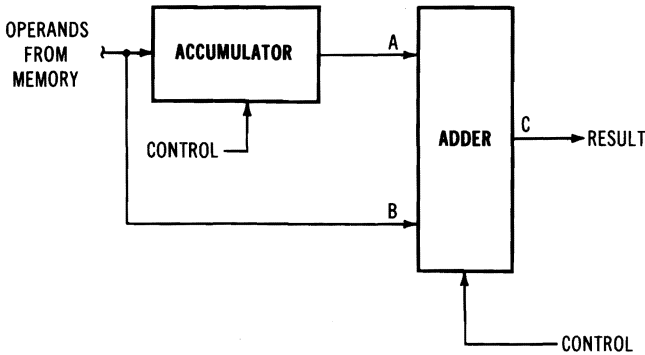 OPERANDS
FROM
MEMORY
ACCUMULATOR
A
CONTROL
ADDER
C
RESULT
B
CONTROL